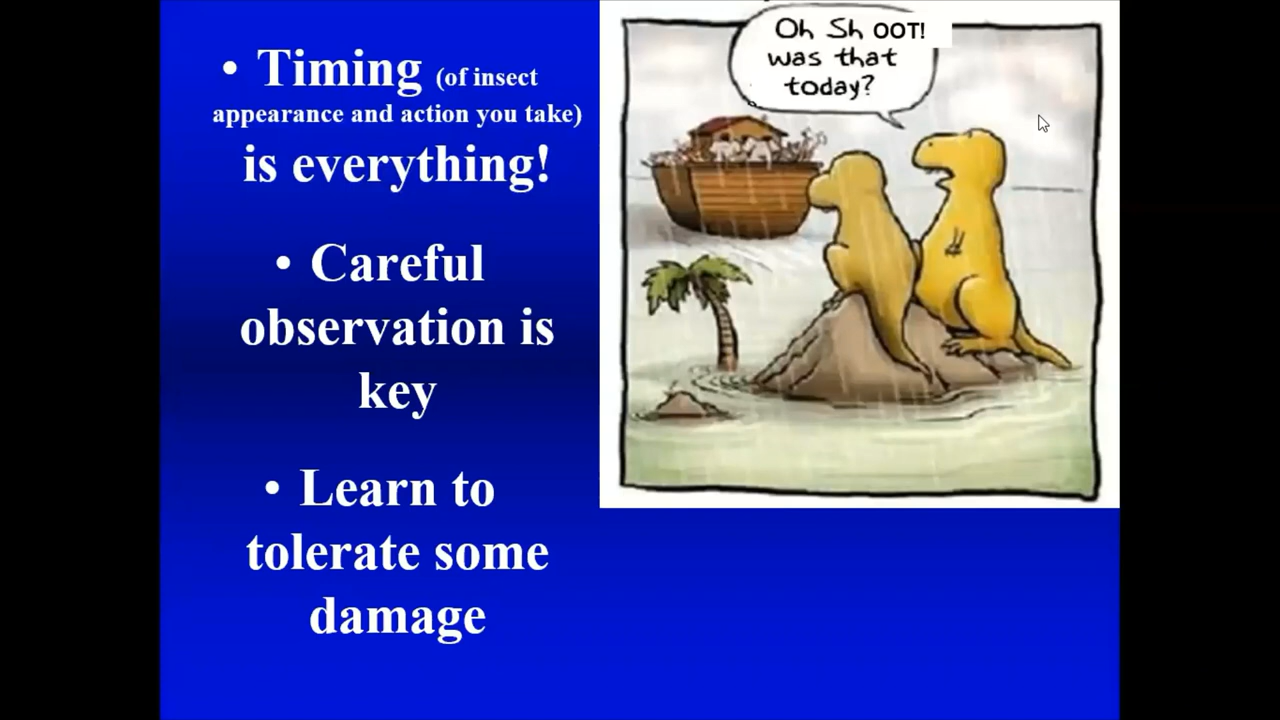 • Timing (of insect
appearance and action you take)
is everything!
• Careful
observation is
key
• Learn to
tolerate some
damage
Oh Sh OOT!
was that
today?